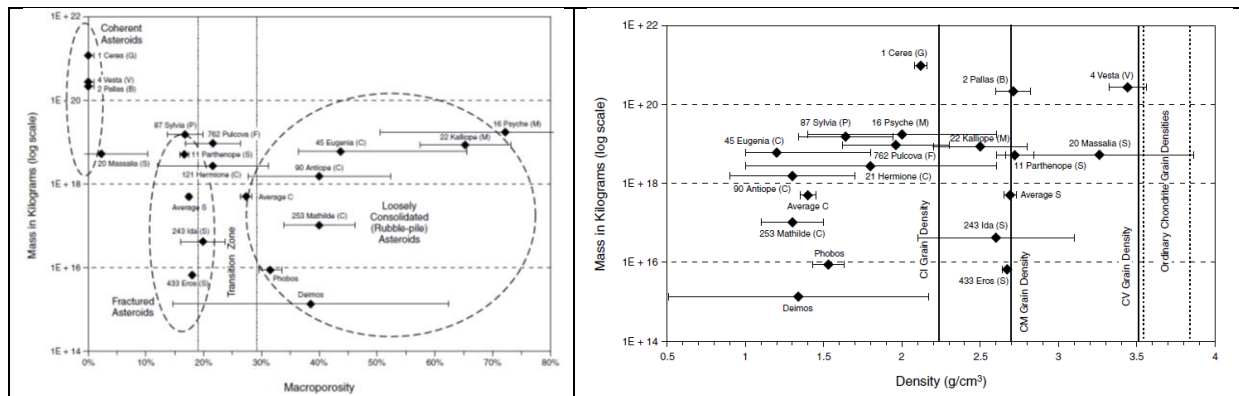 1E + 22
1E + 20
1E + 18
1E + 16
1E + 14
Mass in Kilograms (log scale)
Coherent
Asteroids
1 Ceres (G)
4 Vesta (V)
2 Pallas (B)
87 Sylvia (P)
762 Pulcova (F)
20 Massalia (S)
11 Parthenope (S)
121 Hermione (C)
Average S
Average C
243 Ida (S)
433 Eros (S)
Fractured
Asteroids
Transition Zone
16 Psyche (M)
22 Kalliope (M)
45 Eugenia (C)
90 Antiope (C)
253 Mathilde (C)
Loosely
Consolidated
(Rubble-pile)
Asteroids
Phobos
Deimos
0% 10% 20% 30% 40% 50% 60% 70% 80%
Macroporosity
1E + 22
1E + 20
1E + 18
1E + 16
1E + 14
Mass in Kilograms (log scale)
1 Ceres (G)
2 Pallas (B)
4 Vesta (V)
87 Sylvia (P)
16 Psyche (M)
45 Eugenia (C)
22 Kalliope (M)
20 Massalia (S)
762 Pulcova (F)
11 Parthenope (S)
21 Hermione (C)
90 Antiope (C)
Average C
Average S
253 Mathilde (C)
243 Ida (S)
Phobos
433 Eros (S)
Deimos
CI Grain Density
CM Grain Density
CV Grain Density
Ordinary Chondrite Grain Densities
0.5 1 1.5 2 2.5 3 3.5 4
Density (g/cm³)